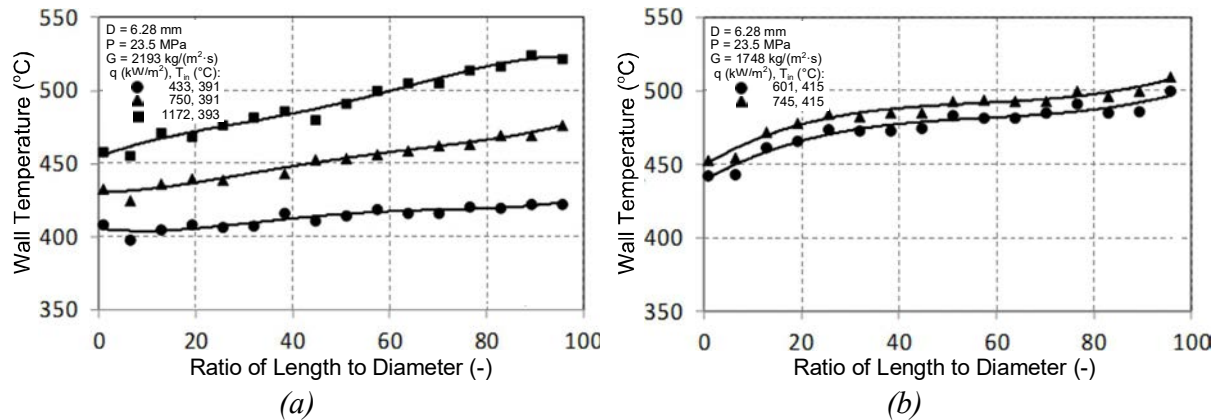 550
500
450
400
350
Wall Temperature (°C)
D = 6.28 mm
P = 23.5 MPa
G = 2193 kg/(m²·s)
q (kW/m²), Tin (°C):
433, 391
750, 391
1172, 393
0 20 40 60 80 100
Ratio of Length to Diameter (-)
(a)
550
500
450
400
350
Wall Temperature (°C)
D = 6.28 mm
P = 23.5 MPa
G = 1748 kg/(m²·s)
q (kW/m²), Tin (°C):
601, 415
745, 415
0 20 40 60 80 100
Ratio of Length to Diameter (-)
(b)